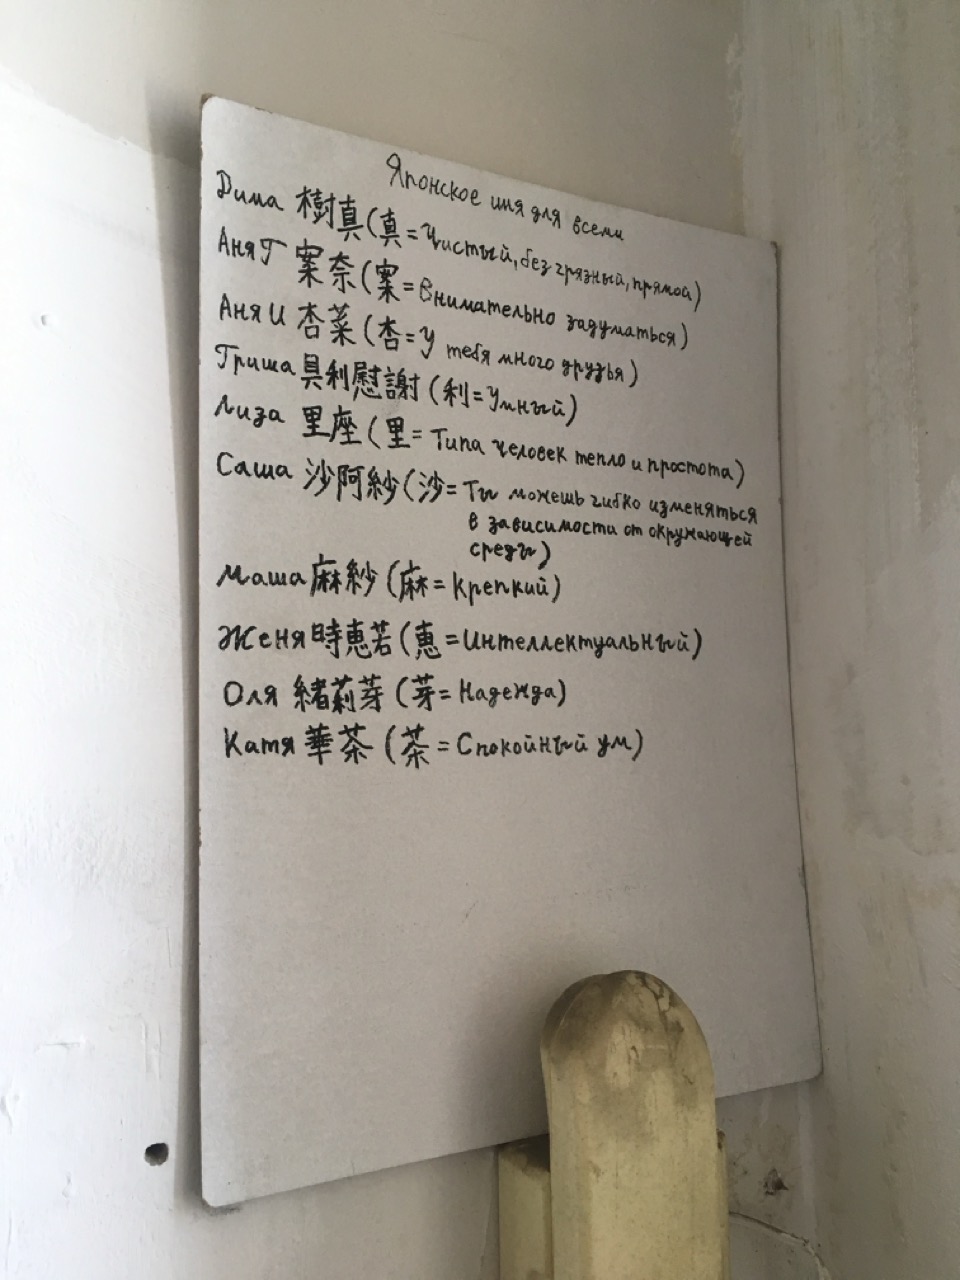 Японское имя для всеми
Дима 樹真(真=Чистый, без грязный, прямой)
Аня Г 案奈(案=Внимательно задуматься)
Аня И 杏菜(杏=У тебя много друзья)
Гриша 具利慰謝(利=Умный)
Лиза 里座(里=Типа человек тепло и простота)
Саша 沙阿紗(沙=Ты можешь гибко изменяться
в зависимости от окружающей
среды)
Маша 麻紗(麻=Крепкий)
Женя 時恵若(恵=Интеллектуальный)
Оля 緒莉芽(芽=Надежда)
Катя 華茶(茶=Спокойный ум)